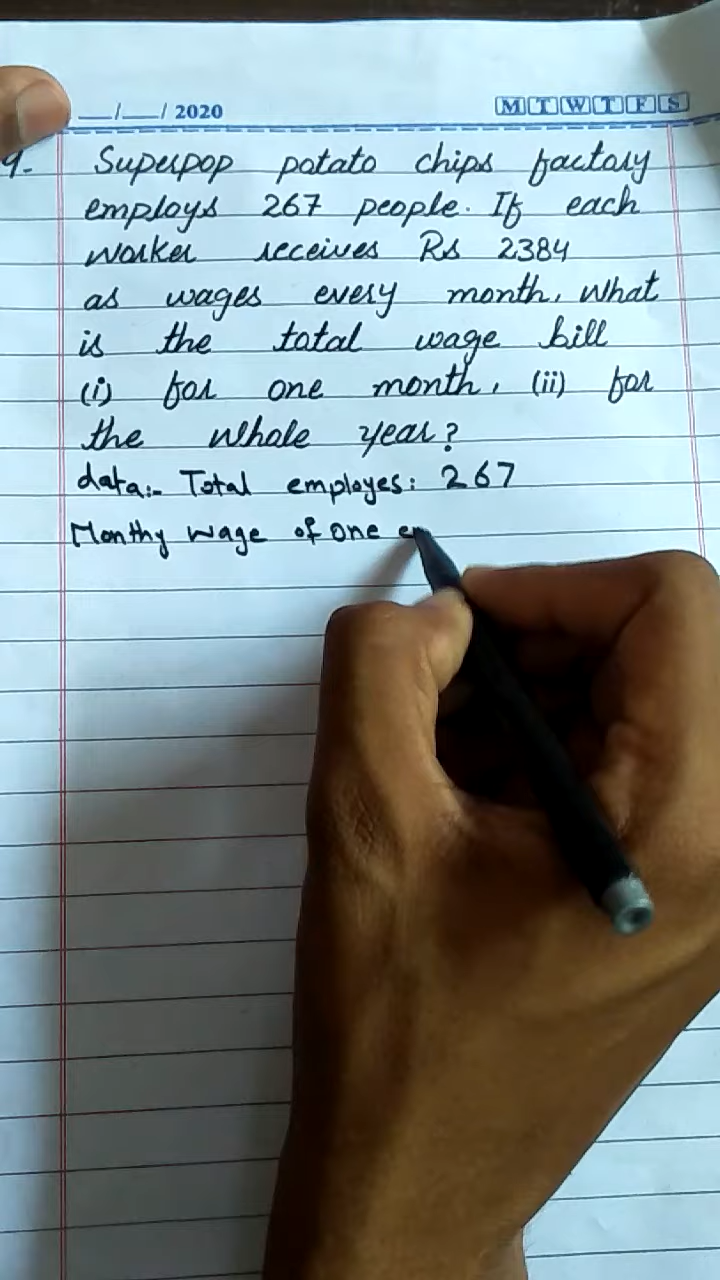 __/__/ 2020 M T W T F S
9. Superpop potato chips factory
employs 267 people. If each
worker receives Rs 2384
as wages every month, what
is the total wage bill
(i) for one month, (ii) for
the whole year?
data:- Total employes: 267
Monthy wage of one e